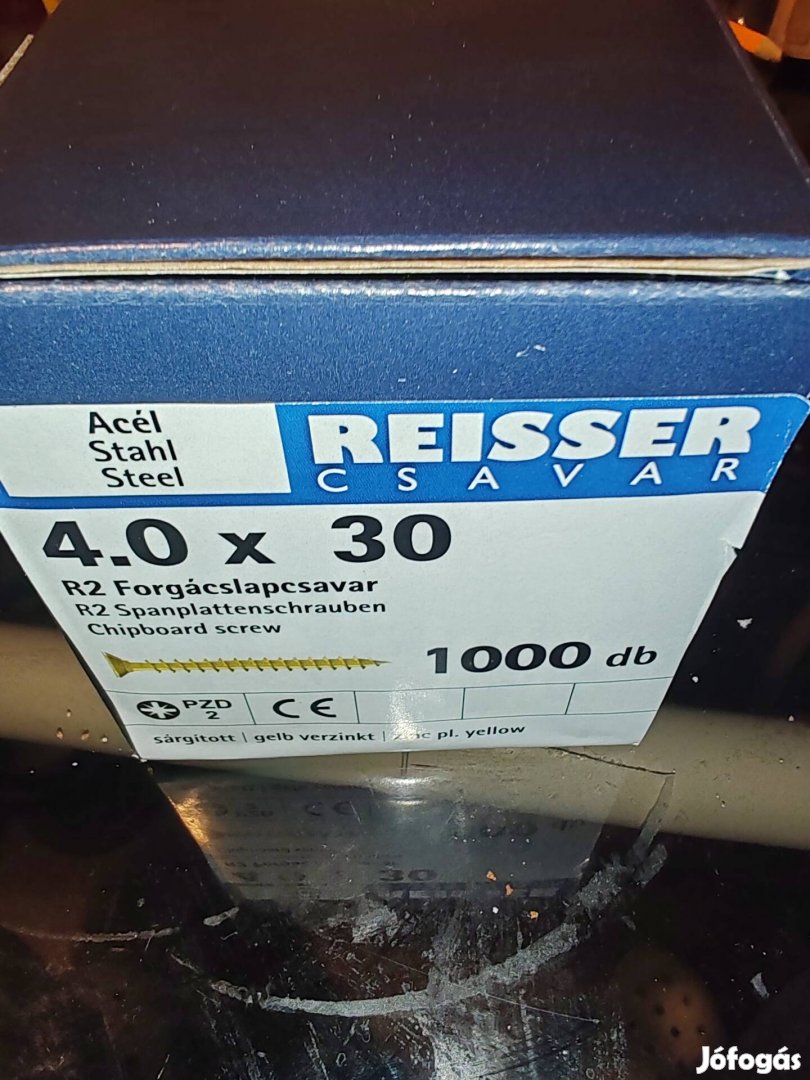 Acél
Stahl
Steel
REISSER
CSAVAR
4.0 x 30
R2 Forgácslapcsavar
R2 Spanplattenschrauben
Chipboard screw
1000 db
PZD
2
CE
sárgított | gelb verzinkt | pl. yellow
Jófogás